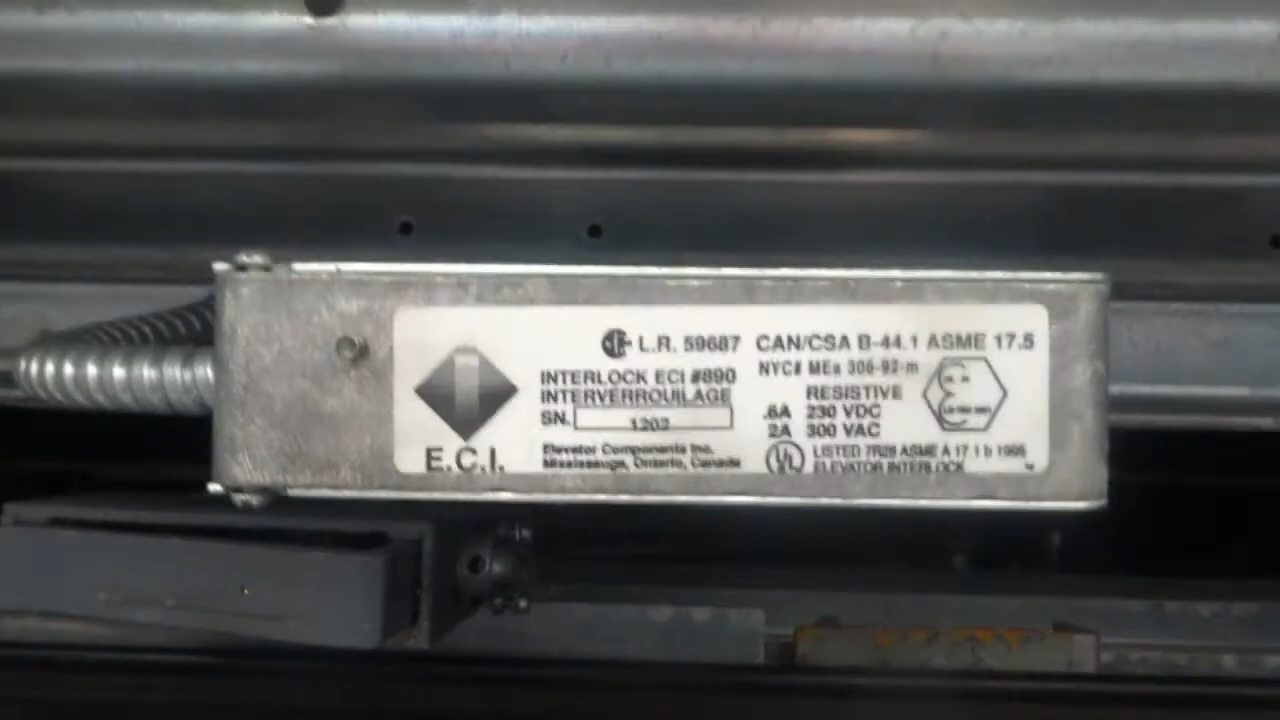 L.R. 59687 CAN/CSA B-44.1 ASME 17.5
NYC# MEa 306-92-m
INTERLOCK ECI #890
INTERVERROUILAGE
SN. 1202
RESISTIVE
.6A 230 VDC
2A 300 VAC
E.C.I.
Elevator Components Inc.
Mississauga, Ontario, Canada
UL LISTED 7R28 ASME A 17 1 b 1995
ELEVATOR INTERLOCK